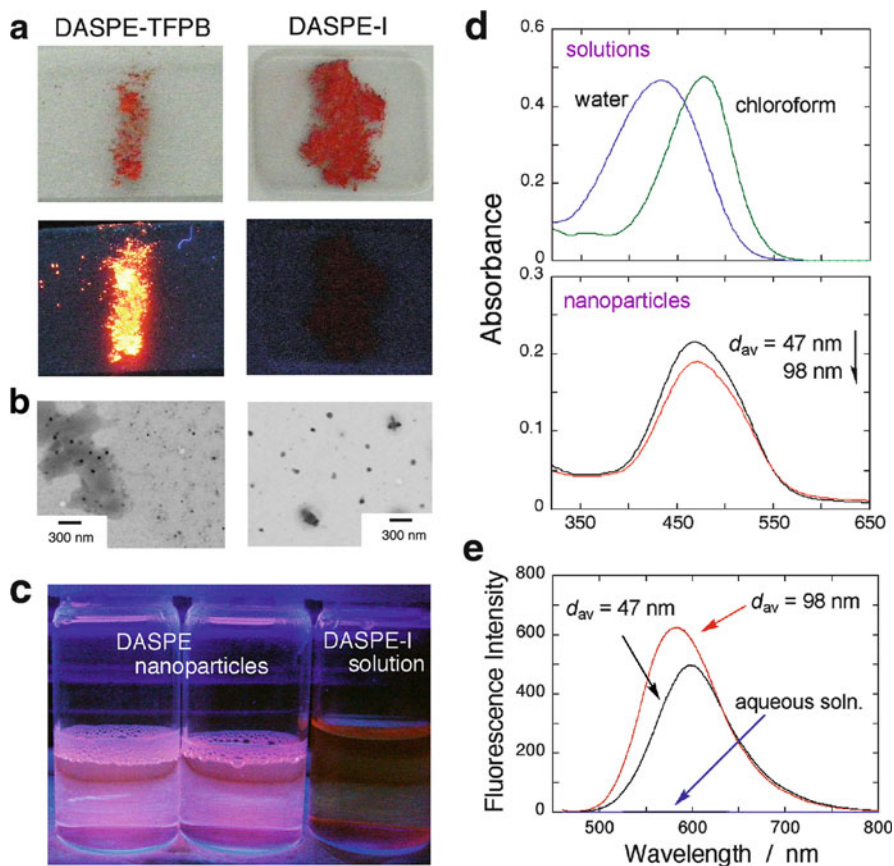 a
DASPE-TFPB
DASPE-I
b
300 nm
300 nm
c
DASPE
nanoparticles
DASPE-I
solution
d
solutions
water
chloroform
0.6
0.4
0.2
0
Absorbance
nanoparticles
dav = 47 nm
98 nm
0.3
0.2
0.1
0
350
450
550
650
e
Fluorescence Intensity
800
600
400
200
0
dav = 47 nm
dav = 98 nm
aqueous soln.
500
600
700
800
Wavelength / nm